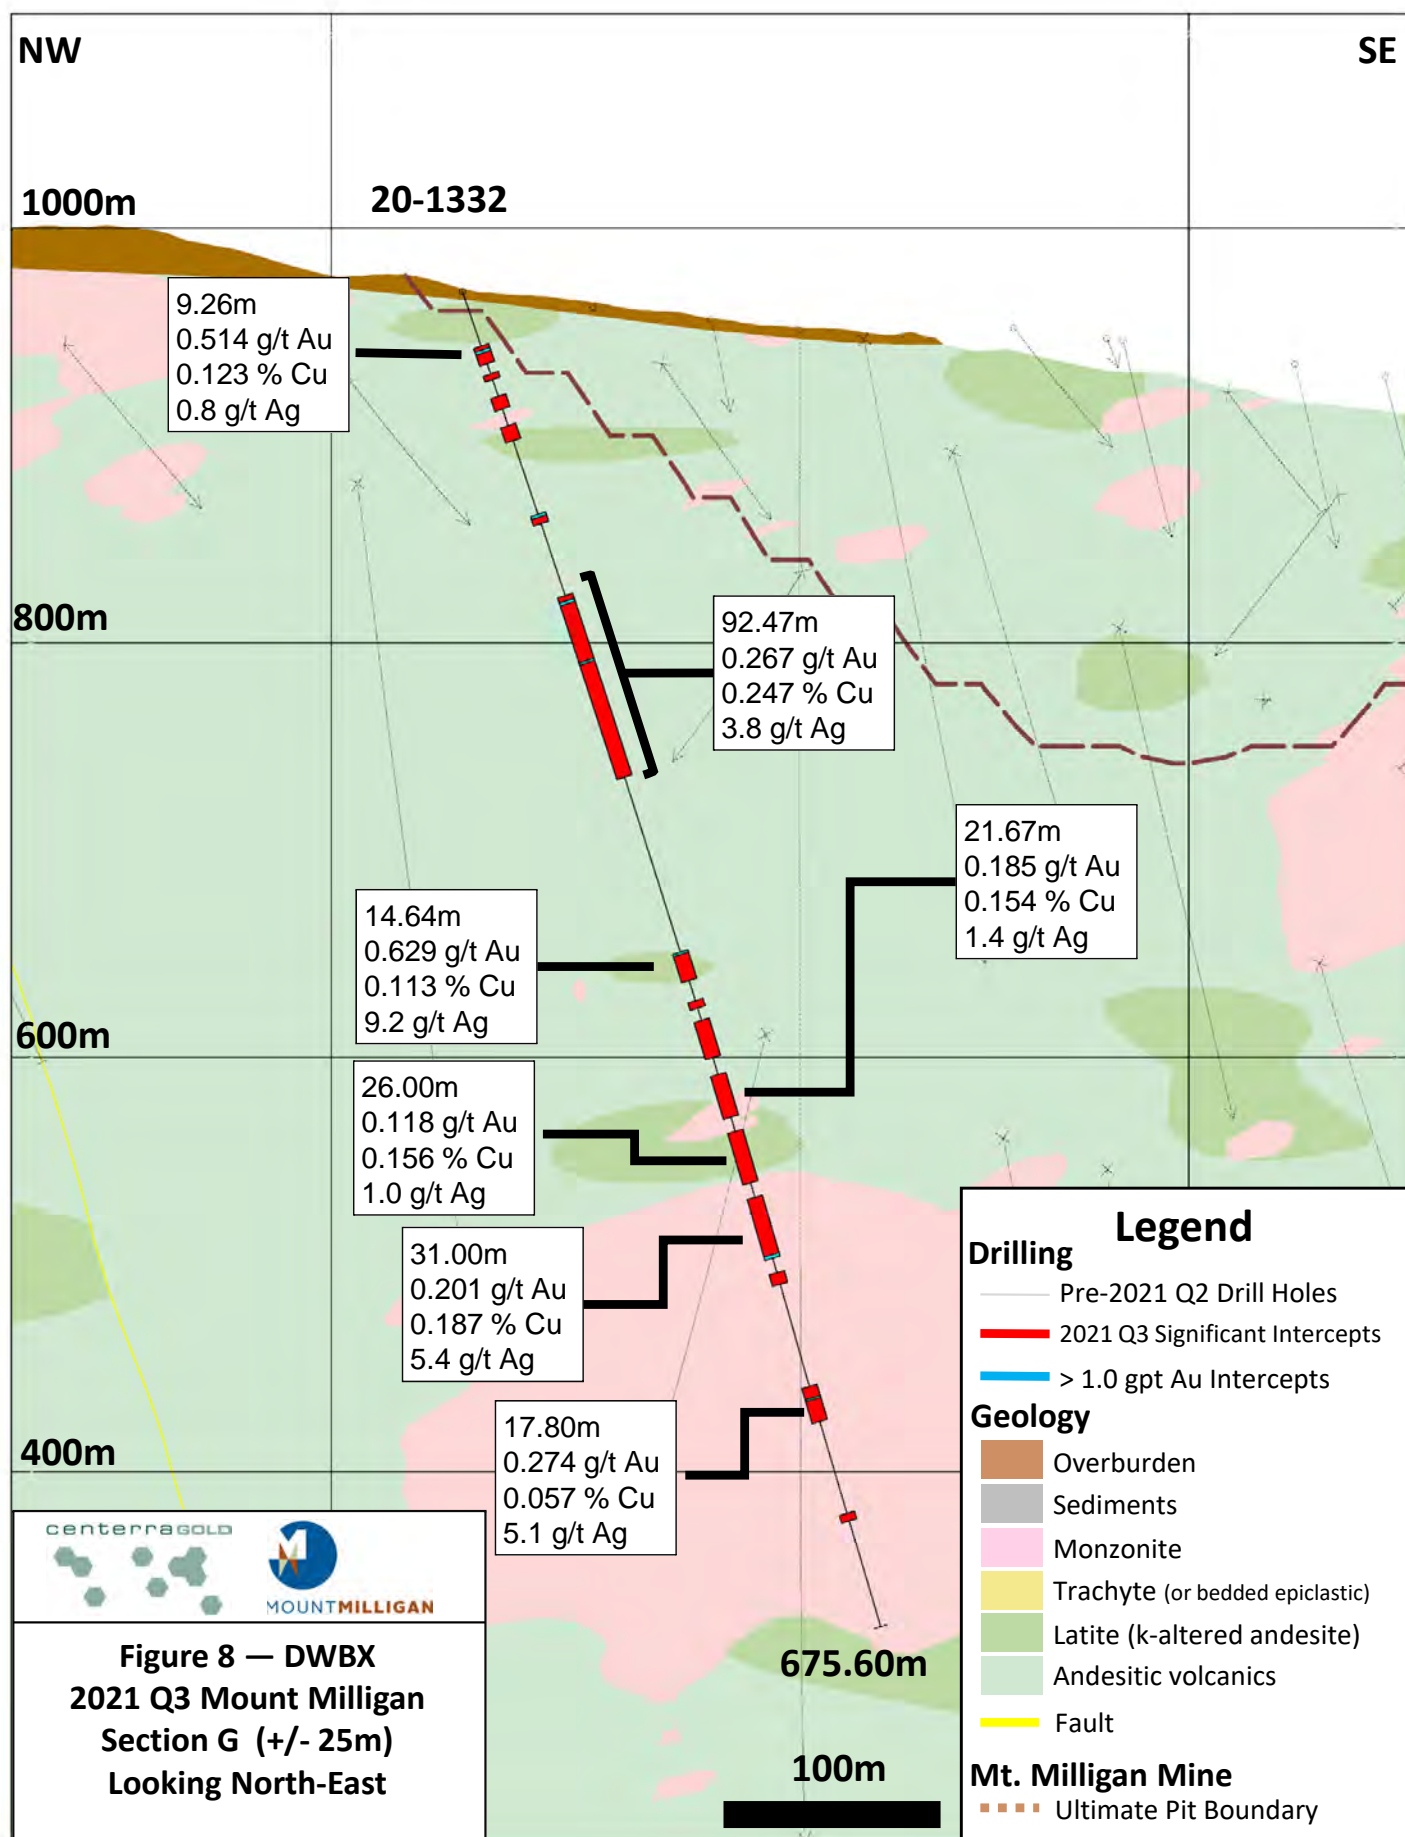 NW
SE
1000m
20-1332
9.26m
0.514 g/t Au
0.123 % Cu
0.8 g/t Ag
800m
92.47m
0.267 g/t Au
0.247 % Cu
3.8 g/t Ag
21.67m
0.185 g/t Au
0.154 % Cu
1.4 g/t Ag
14.64m
0.629 g/t Au
0.113 % Cu
9.2 g/t Ag
600m
26.00m
0.118 g/t Au
0.156 % Cu
1.0 g/t Ag
31.00m
0.201 g/t Au
0.187 % Cu
5.4 g/t Ag
17.80m
0.274 g/t Au
0.057 % Cu
5.1 g/t Ag
400m
675.60m
100m
centerraGOLD
MOUNTMILLIGAN
Figure 8 — DWBX
2021 Q3 Mount Milligan
Section G (+/- 25m)
Looking North-East
Legend
Drilling
Pre-2021 Q2 Drill Holes
2021 Q3 Significant Intercepts
> 1.0 gpt Au Intercepts
Geology
Overburden
Sediments
Monzonite
Trachyte (or bedded epiclastic)
Latite (k-altered andesite)
Andesitic volcanics
Fault
Mt. Milligan Mine
Ultimate Pit Boundary